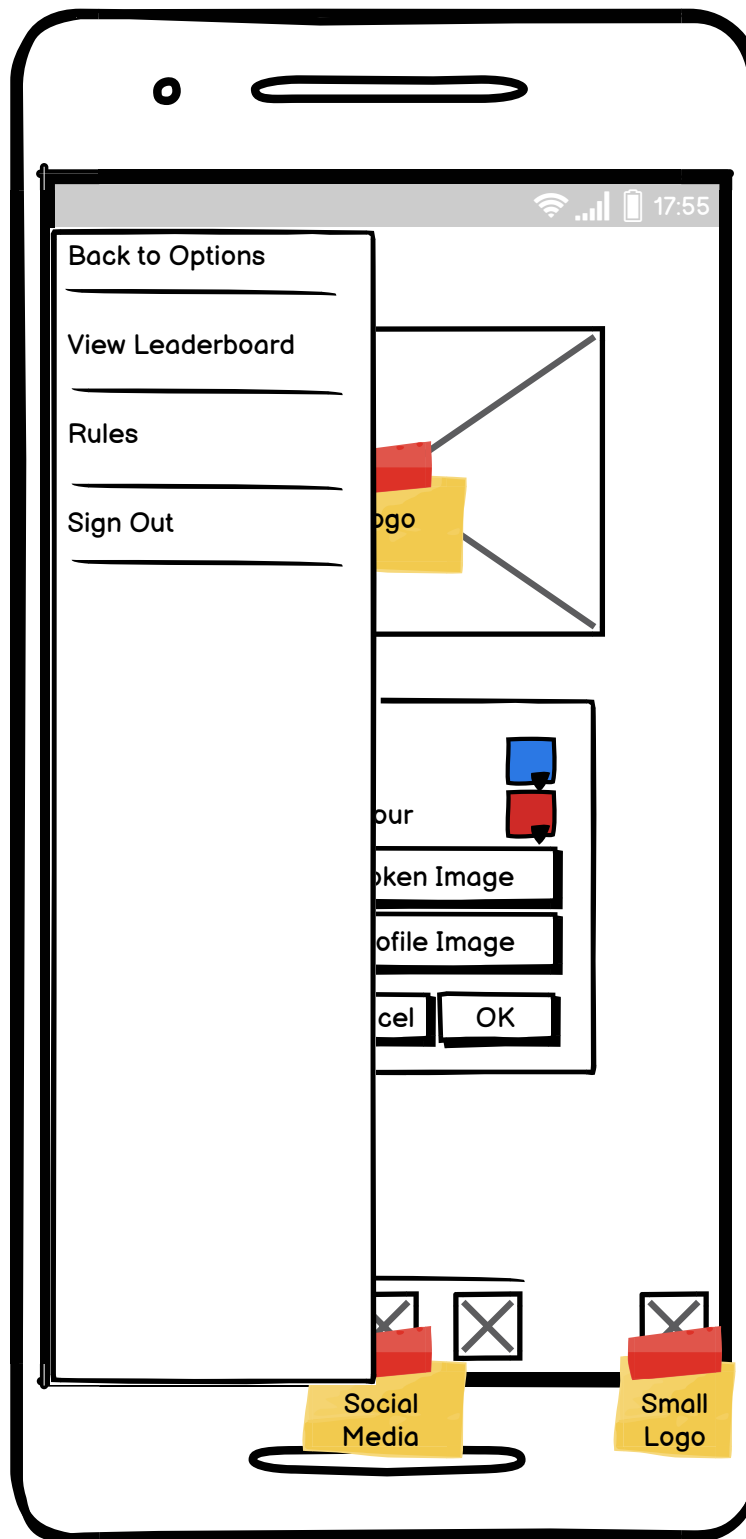 17:55
Back to Options
View Leaderboard
Rules
Sign Out
ogo
our
oken Image
ofile Image
cel
OK
Social
Media
Small
Logo